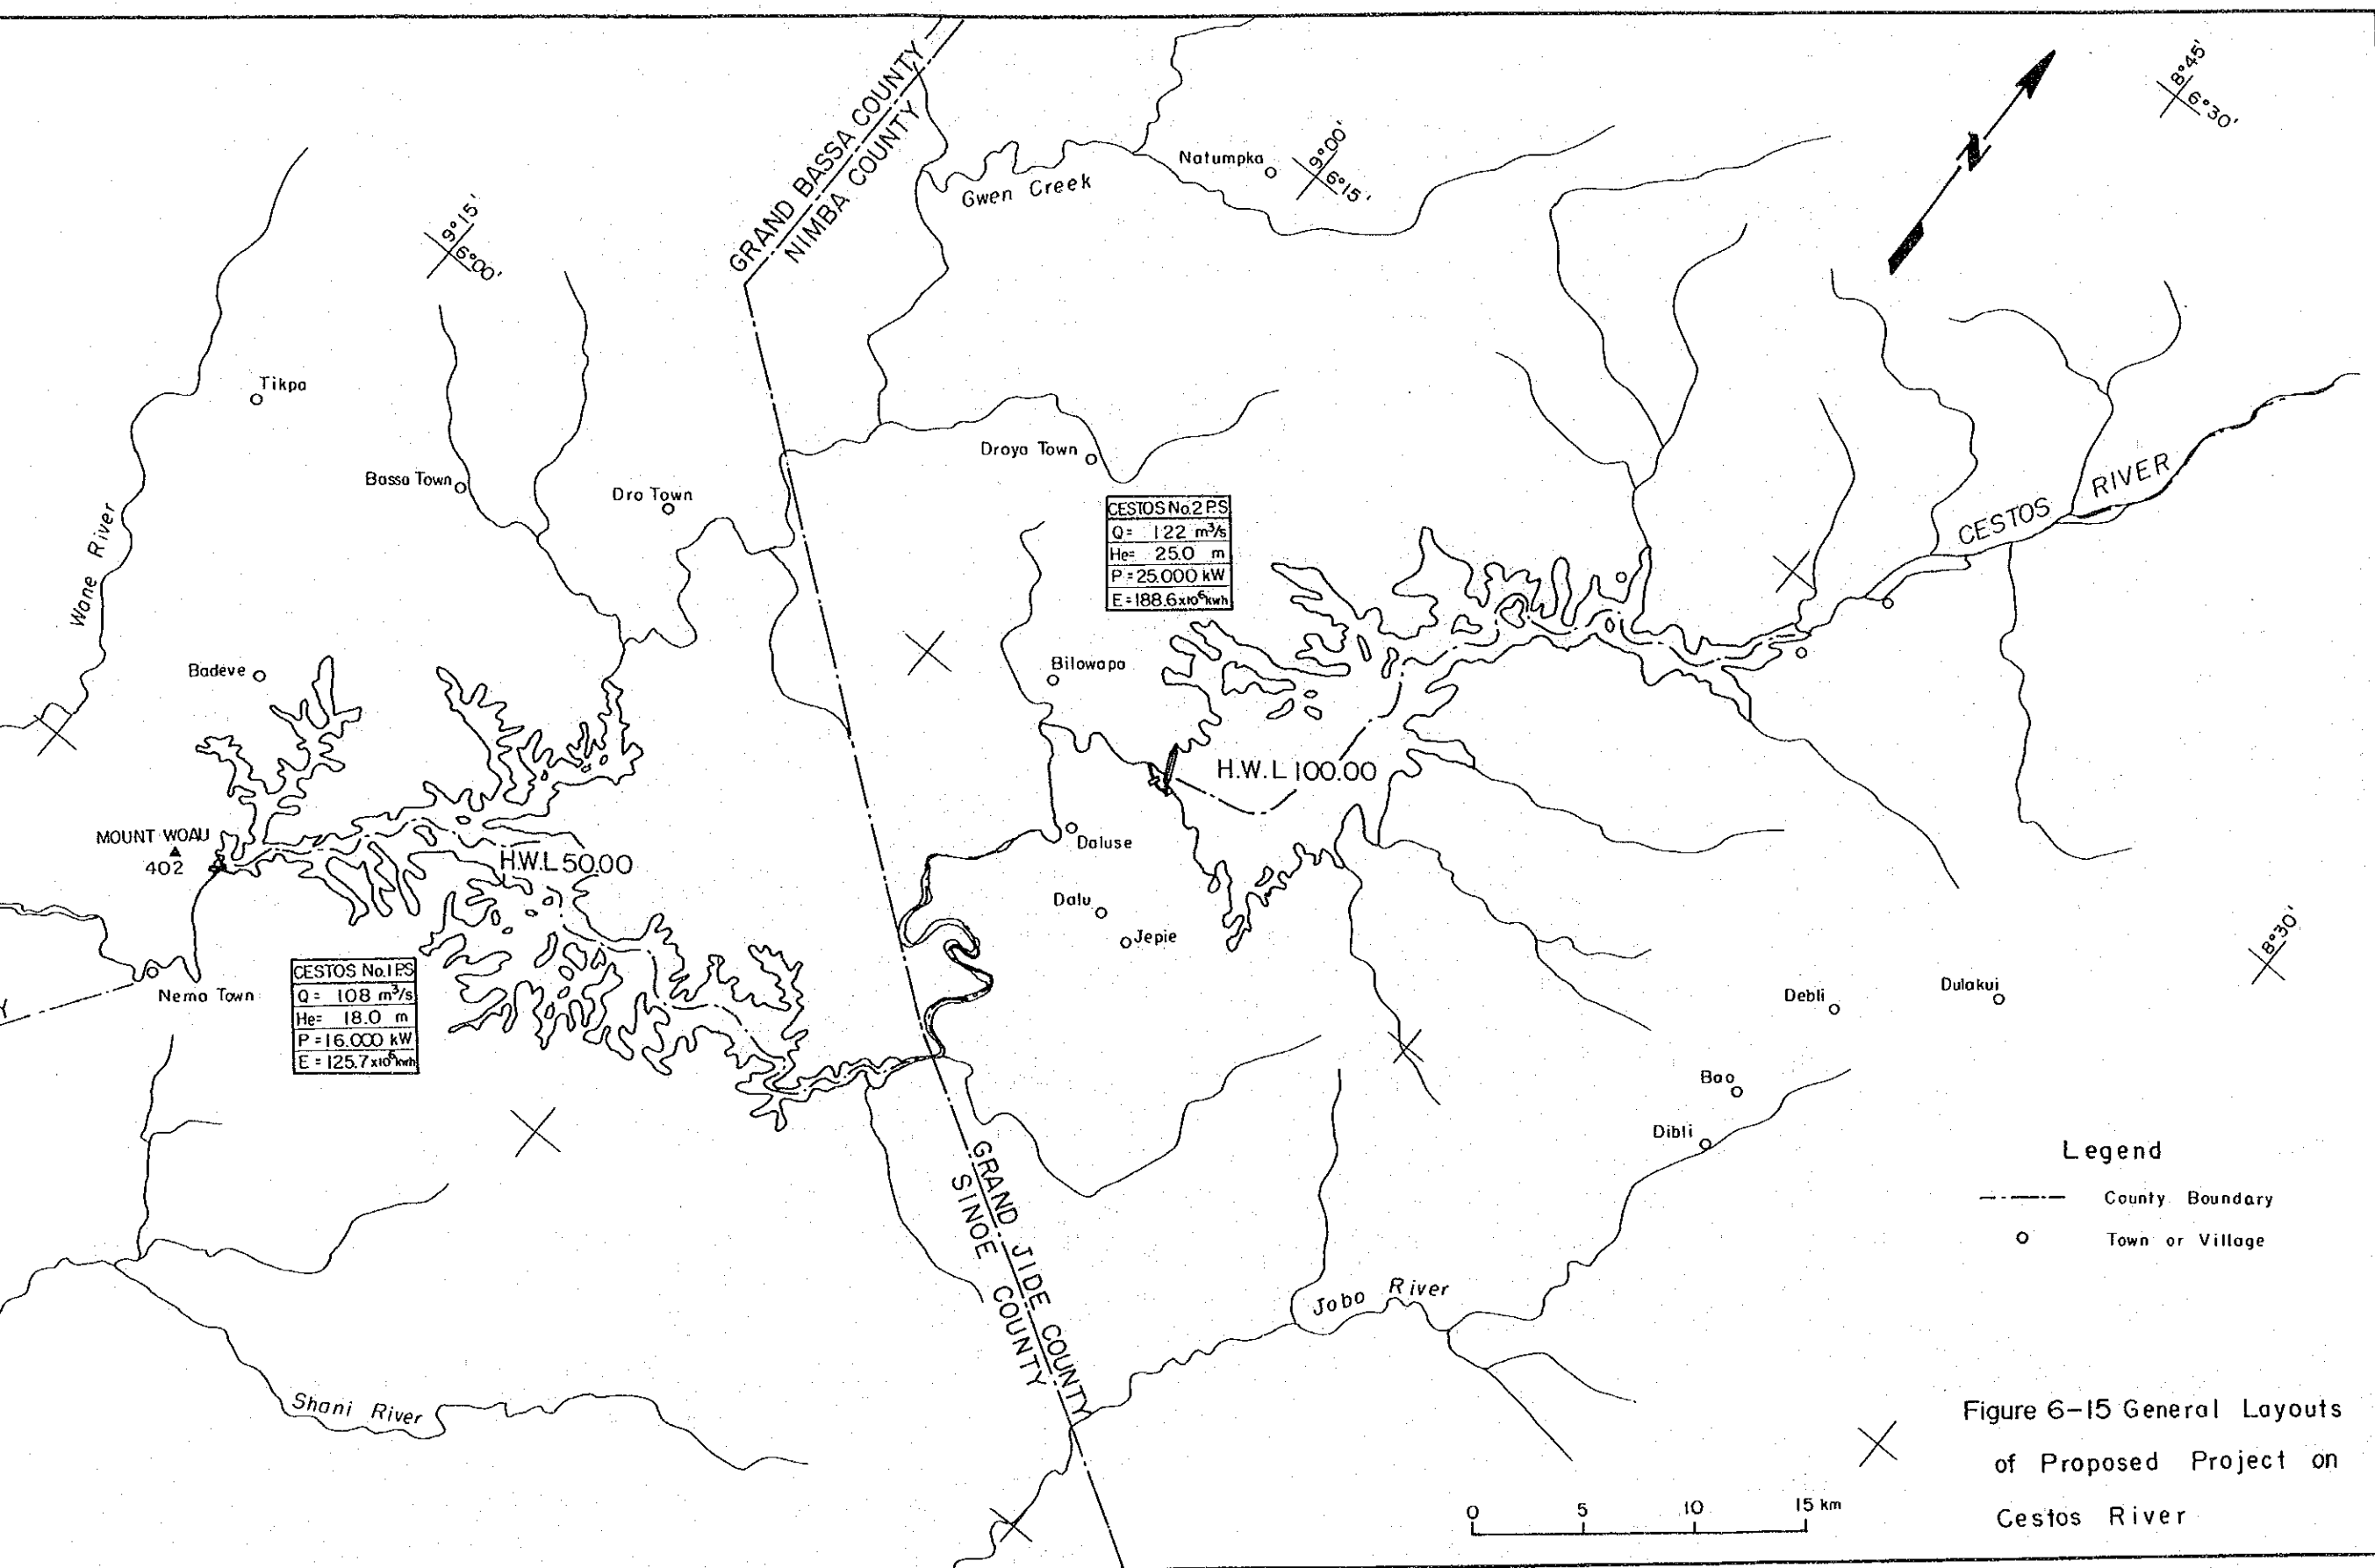 GRAND BASSA COUNTY
NIMBA COUNTY
8°45'
6°30'
N
Natumpka
9°00'
6°15'
Gwen Creek
9°15'
6°00'
Tikpa
Droya Town
Bassa Town
Dro Town
CESTOS RIVER
CESTOS No.2 P.S
Q= 122 m³/s
He= 25.0 m
P=25.000 kW
E=188.6x10⁶kwh
Wane River
Badeve
Bilowapa
H.W.L 100.00
MOUNT WOAU
402
H.W.L 50.00
Daluse
Dalu
Jepie
8°30'
CESTOS No.1 P.S
Q= 108 m³/s
He= 18.0 m
P=16.000 kW
E=125.7x10⁶kwh
Nemo Town
Y
Debli
Dulakui
Bao
Dibli
GRAND JIDE COUNTY
SINOE COUNTY
Legend
County Boundary
Town or Village
Jobo River
Shani River
Figure 6-15 General Layouts
of Proposed Project on
Cestos River
0 5 10 15 km